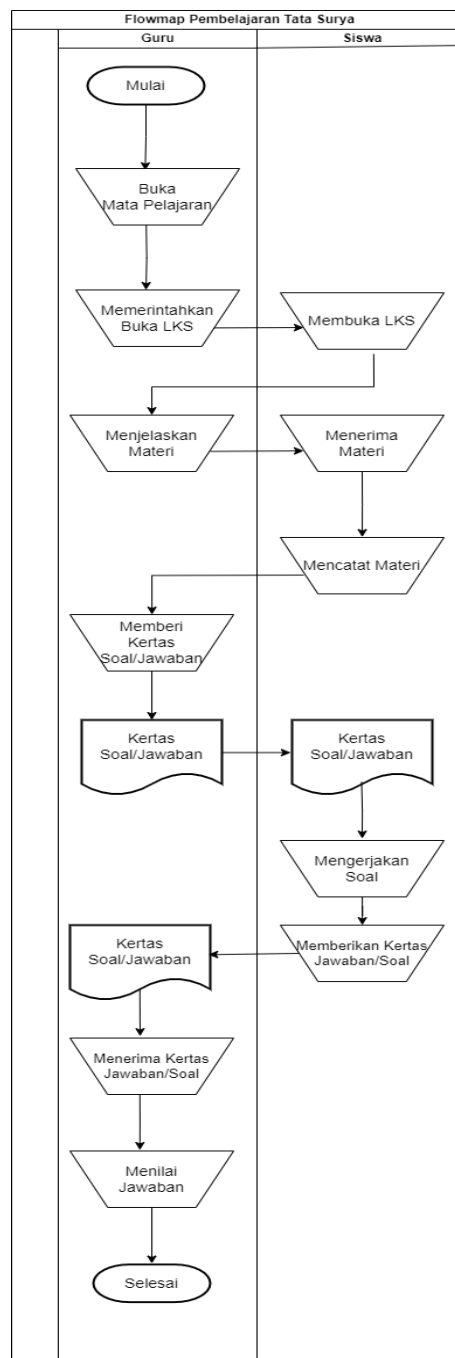 Flowmap Pembelajaran Tata Surya
Guru
Siswa
Mulai
Buka
Mata Pelajaran
Memerintahkan
Buka LKS
Membuka LKS
Menjelaskan
Materi
Menerima
Materi
Mencatat Materi
Memberi
Kertas
Soal/Jawaban
Kertas
Soal/Jawaban
Kertas
Soal/Jawaban
Mengerjakan
Soal
Memberikan Kertas
Jawaban/Soal
Kertas
Soal/Jawaban
Menerima Kertas
Jawaban/Soal
Menilai
Jawaban
Selesai